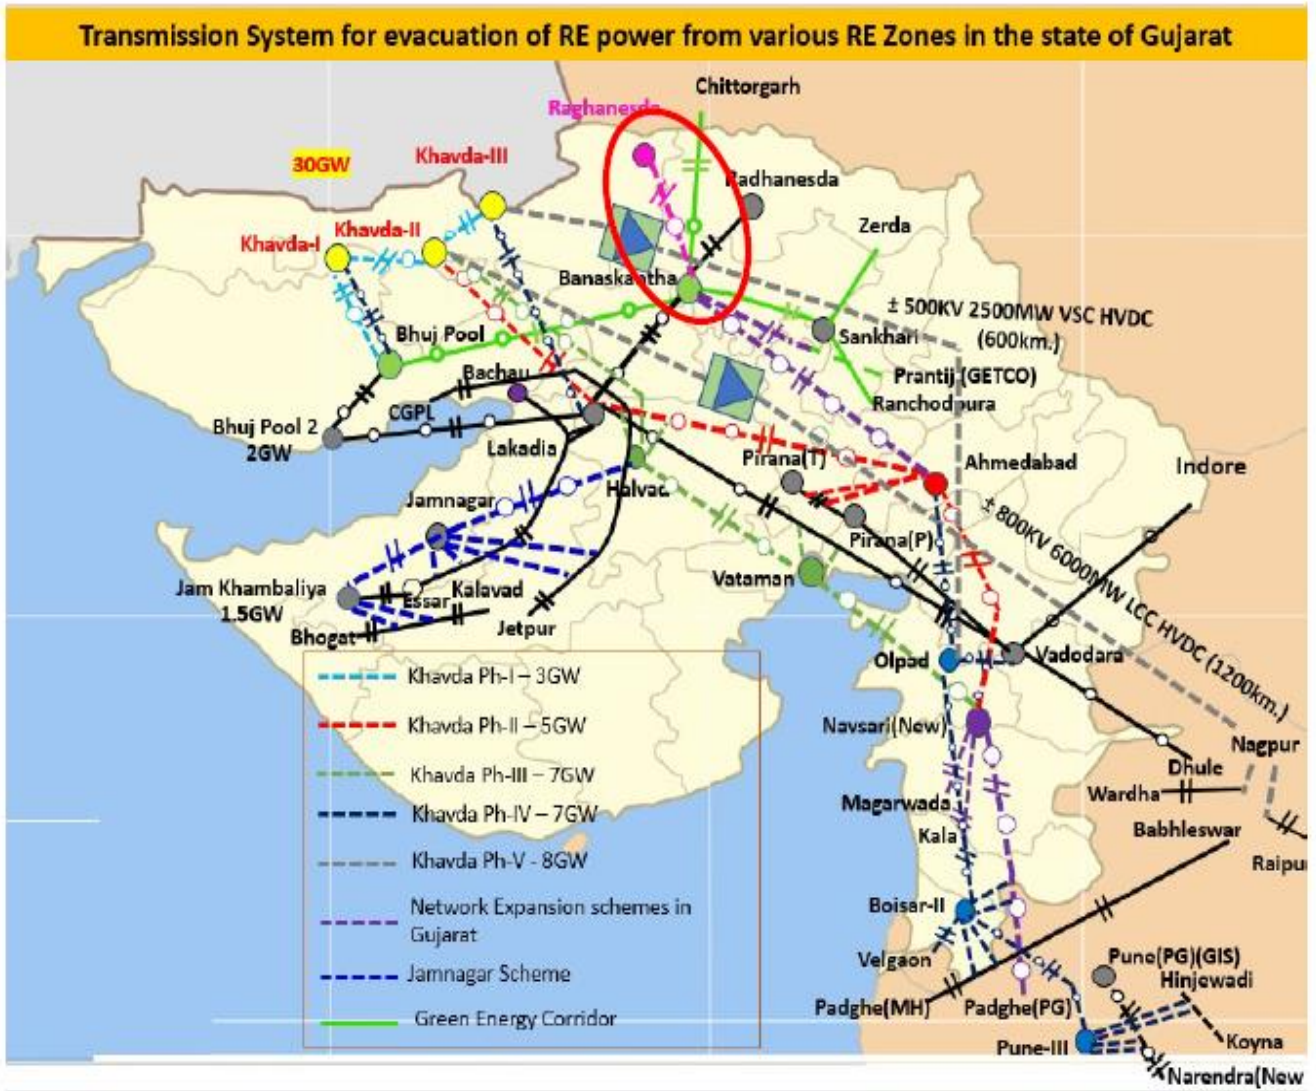 Transmission System for evacuation of RE power from various RE Zones in the state of Gujarat
Chittorgarh
Raghanesda
30GW
Khavda-III
Radhanesda
Khavda-I
Khavda-II
Zerda
Banaskantha
± 500KV 2500MW VSC HVDC
(600km.)
Bhuj Pool
Sankhari
Bachau
Prantij (GETCO)
Ranchodpura
CGPL
Bhuj Pool 2
2GW
Lakadia
Pirana(T)
Ahmedabad
Indore
Halvad
Jamnagar
± 800KV 6000MW LCC HVDC (1200km.)
Pirana(P)
Vataman
Jam Khambaliya
1.5GW
Kalavad
Essar
Jetpur
Bhogat
Olpad
Vadodara
Khavda Ph-I – 3GW
Khavda Ph-II – 5GW
Khavda Ph-III – 7GW
Khavda Ph-IV – 7GW
Khavda Ph-V - 8GW
Network Expansion schemes in
Gujarat
Jamnagar Scheme
Green Energy Corridor
Navsari(New)
Nagpur
Dhule
Magarwada
Wardha
Kala
Babhleswar
Raipu
Boisar-II
Velgaon
Pune(PG)(GIS)
Hinjewadi
Padghe(MH)
Padghe(PG)
Pune-III
Koyna
Narendra(New